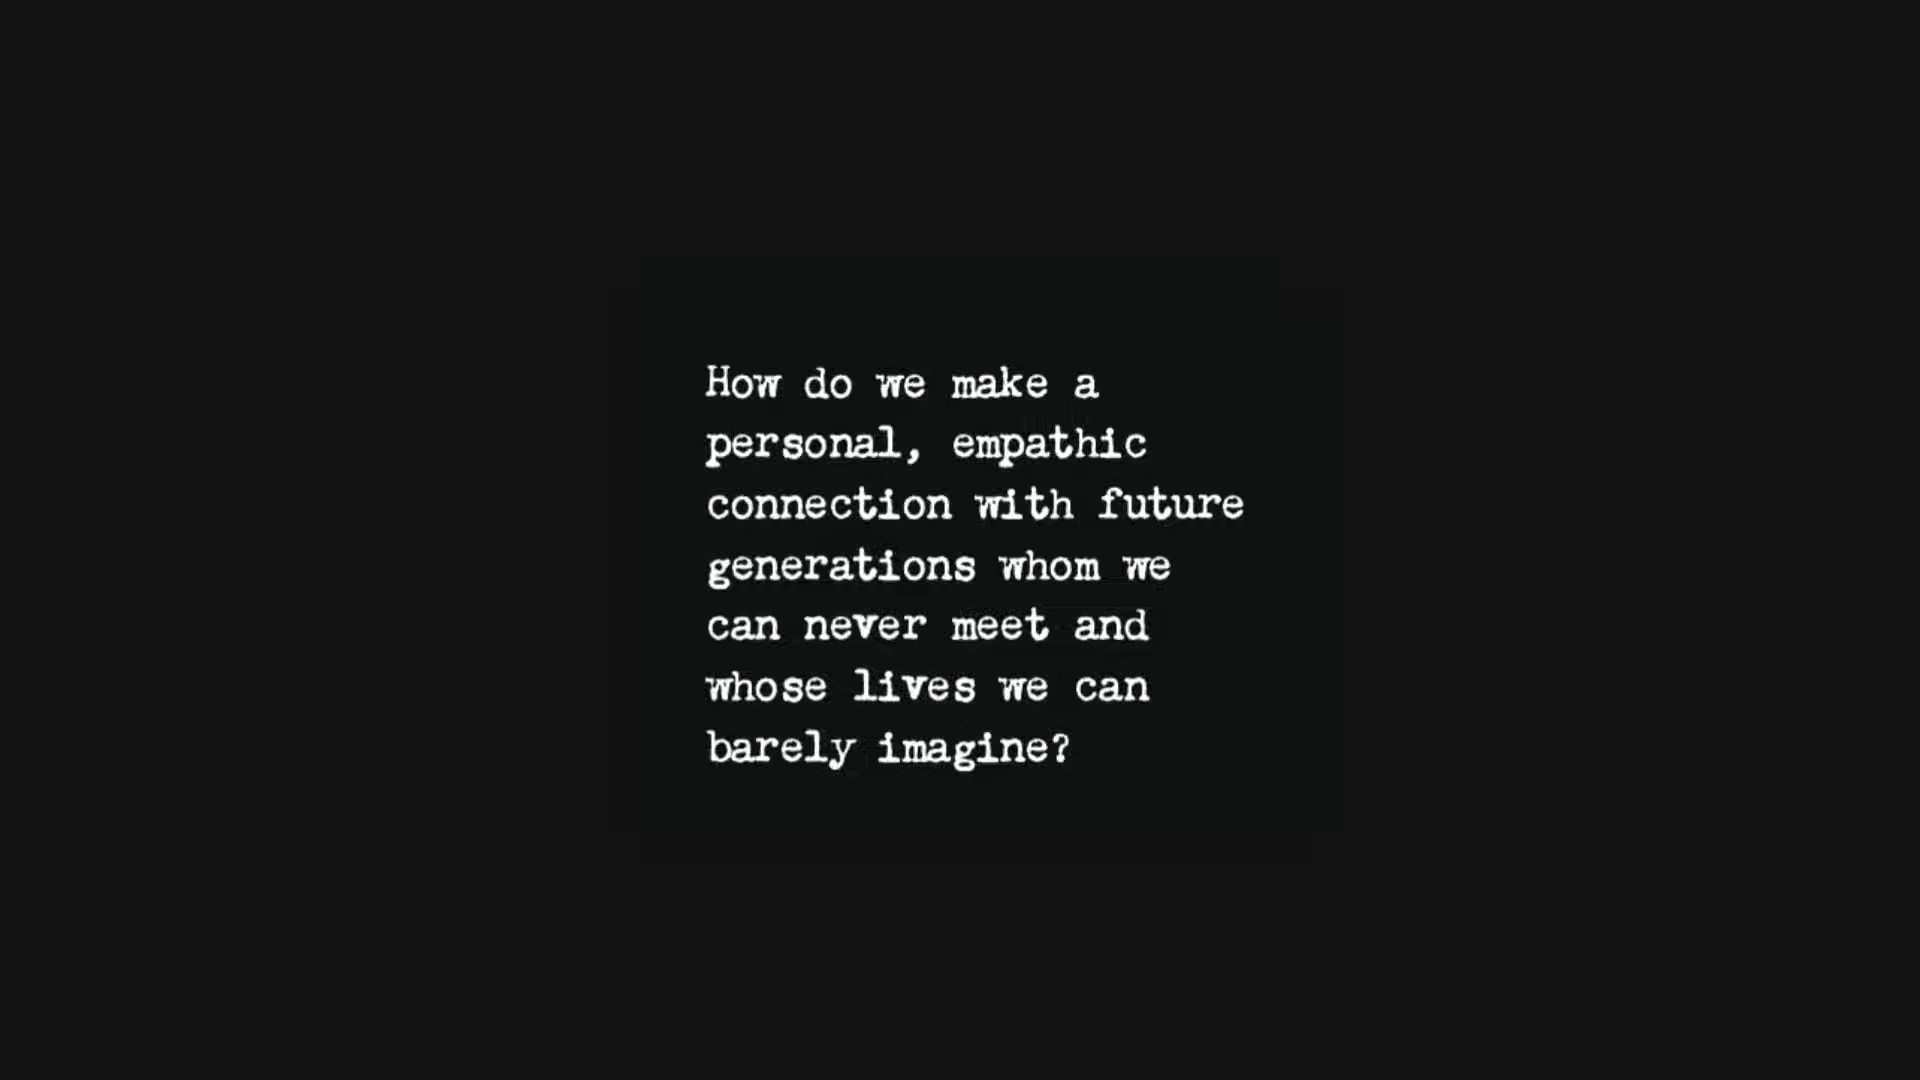 How do we make a
personal, empathic
connection with future
generations whom we
can never meet and
whose lives we can
barely imagine?